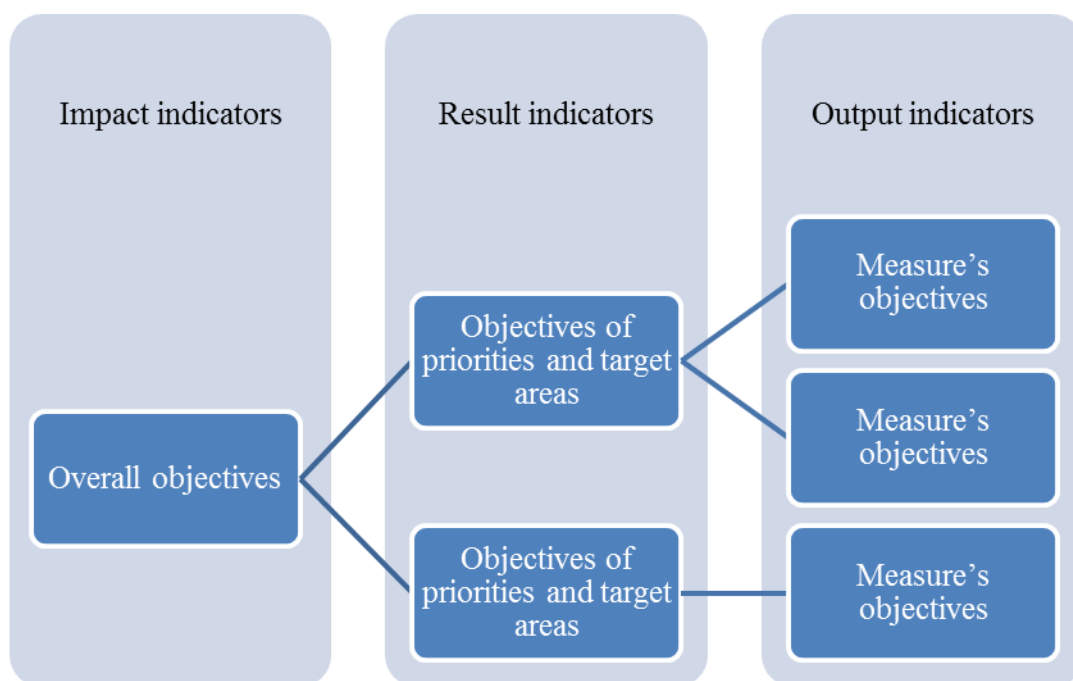 Impact indicators
Result indicators
Output indicators
Overall objectives
Objectives of
priorities and target
areas
Objectives of
priorities and target
areas
Measure’s
objectives
Measure’s
objectives
Measure’s
objectives